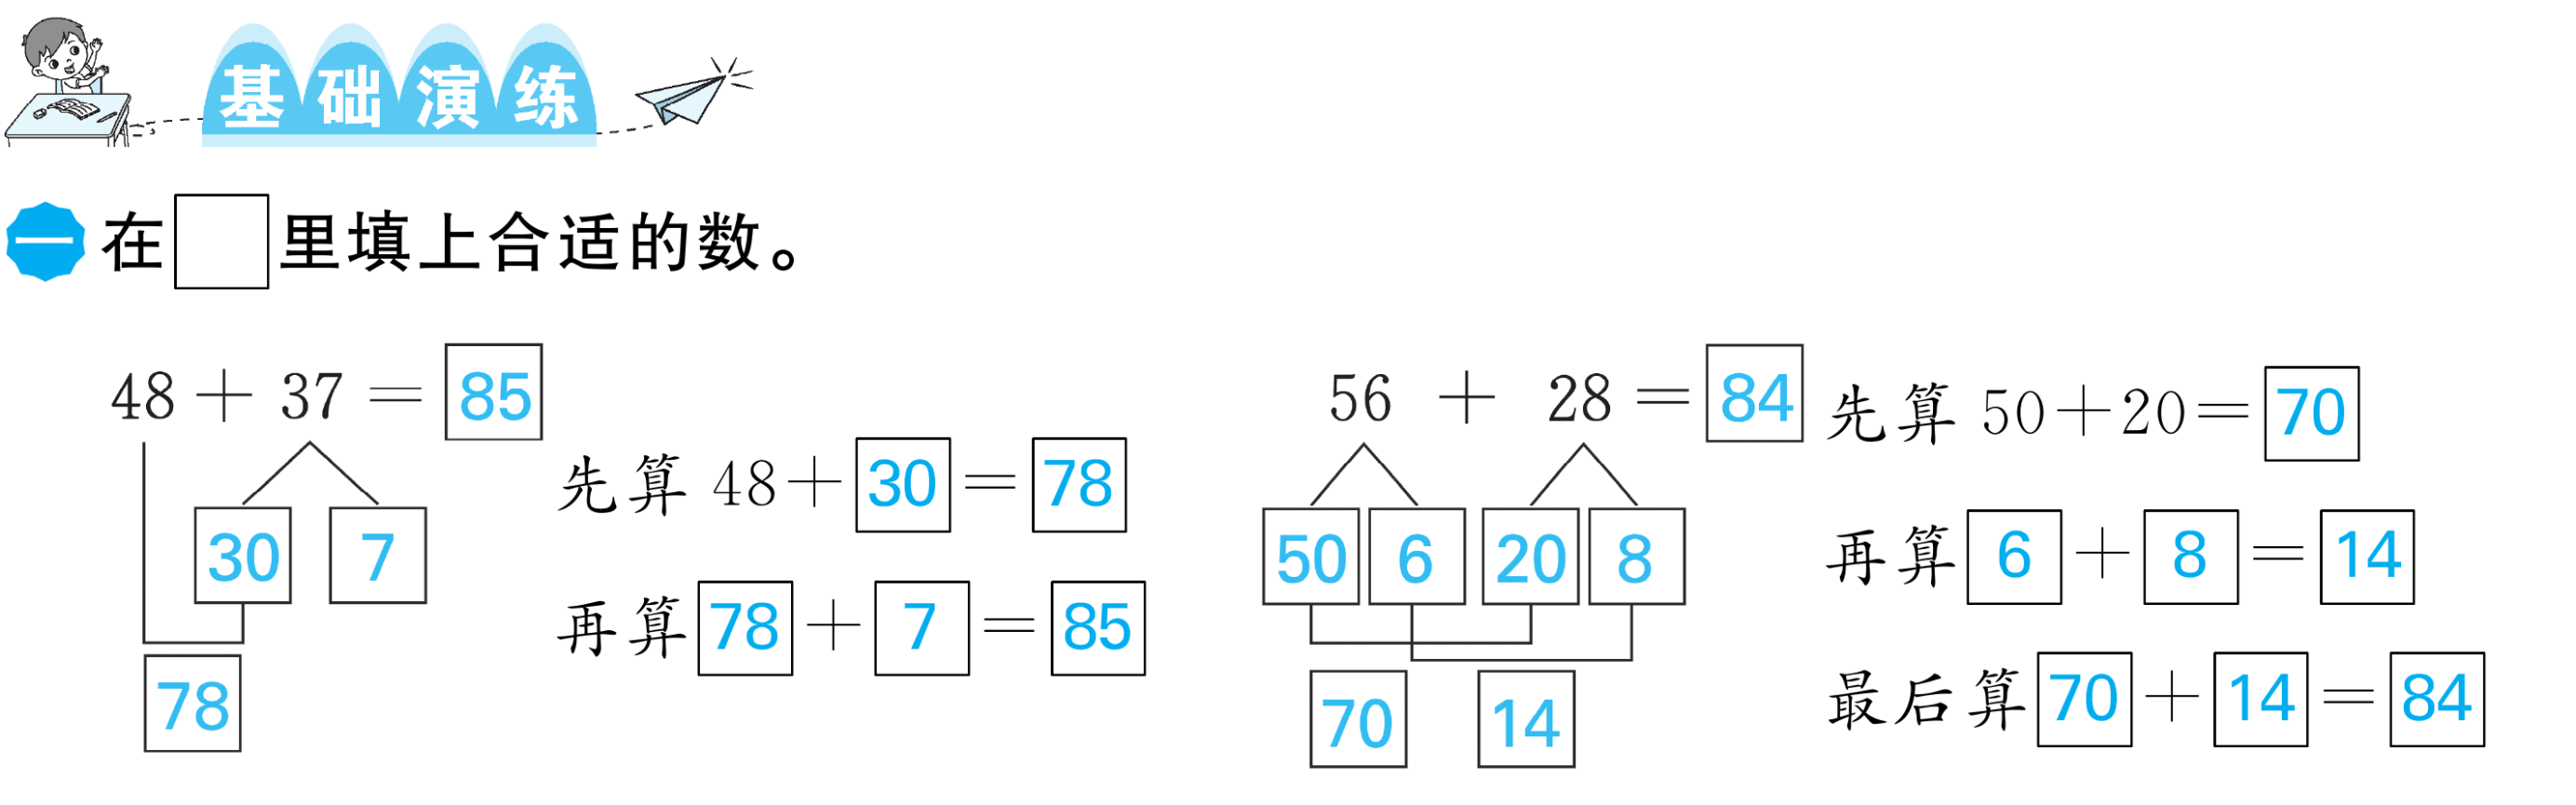 基础演练
一 在□里填上合适的数。
48 + 37 = 85
30 7
78
先算 48+30=78
再算 78+7=85
56 + 28 = 84
50 6 20 8
70 14
先算 50+20=70
再算 6+8=14
最后算 70+14=84